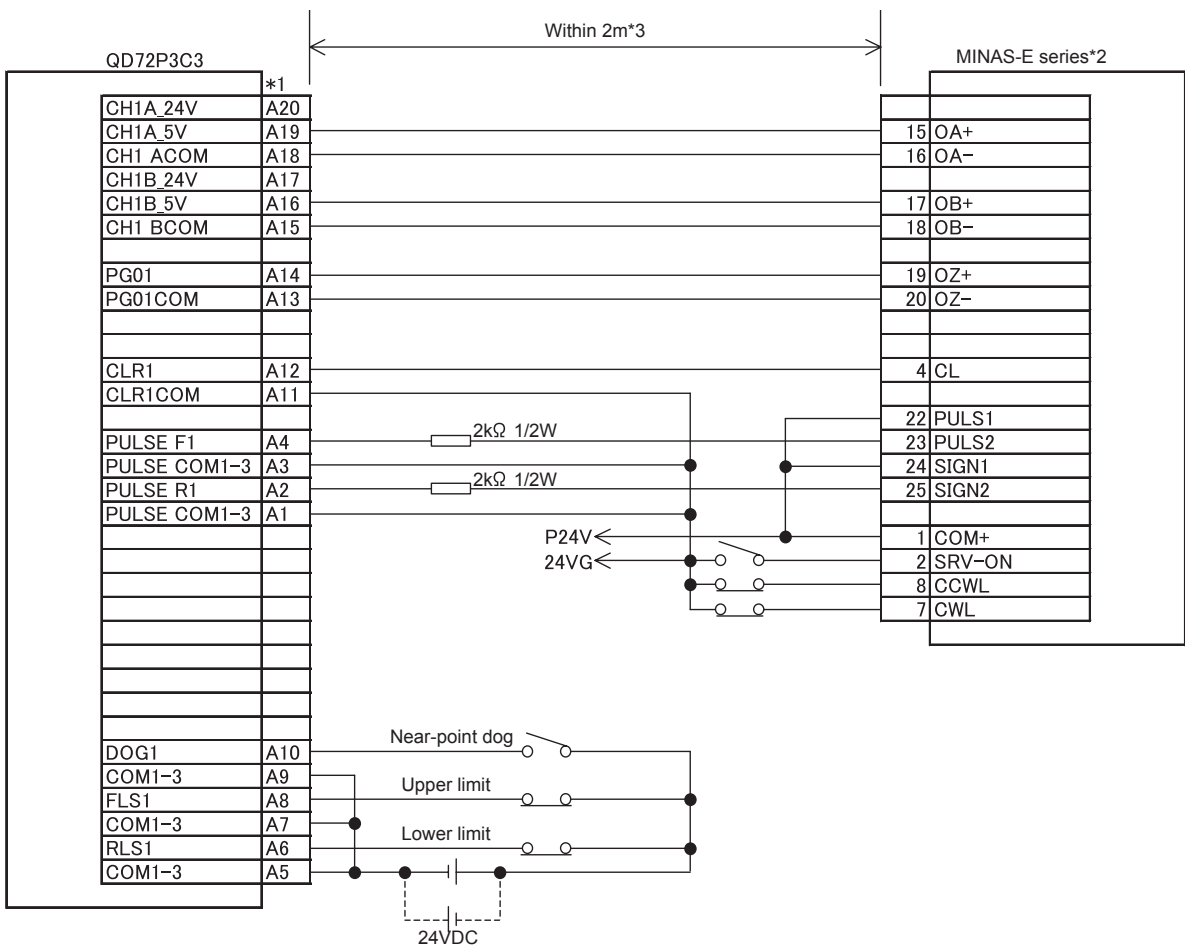 Within 2m*3
QD72P3C3
MINAS-E series*2
*1
CH1A_24V A20
CH1A_5V A19
15 OA+
CH1 ACOM A18
16 OA-
CH1B_24V A17
CH1B_5V A16
17 OB+
CH1 BCOM A15
18 OB-
PG01 A14
19 OZ+
PG01COM A13
20 OZ-
CLR1 A12
4 CL
CLR1COM A11
22 PULS1
PULSE F1 A4
2kΩ 1/2W
23 PULS2
PULSE COM1-3 A3
24 SIGN1
PULSE R1 A2
2kΩ 1/2W
25 SIGN2
PULSE COM1-3 A1
P24V
1 COM+
24VG
2 SRV-ON
8 CCWL
7 CWL
DOG1 A10
Near-point dog
COM1-3 A9
FLS1 A8
Upper limit
COM1-3 A7
RLS1 A6
Lower limit
COM1-3 A5
24VDC